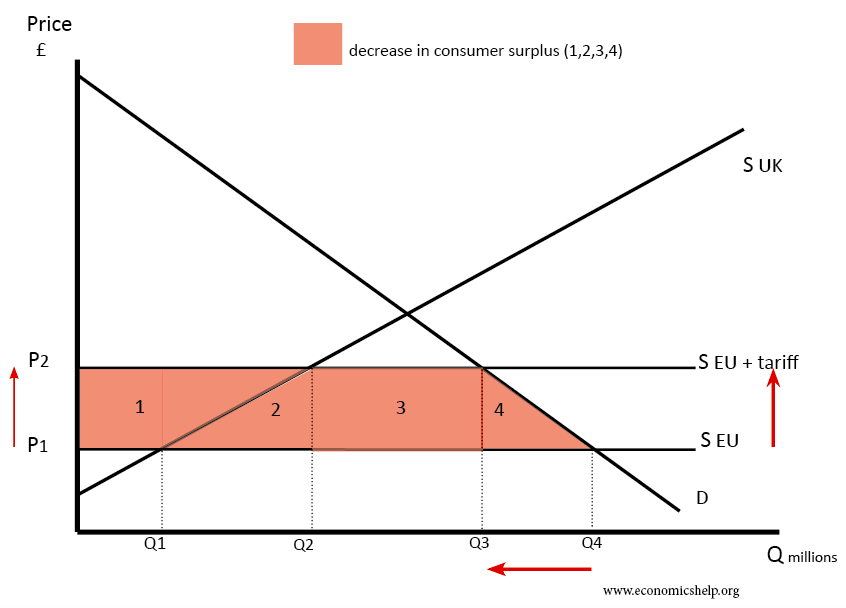 Price
£
decrease in consumer surplus (1,2,3,4)
S UK
P2
S EU + tariff
1
2
3
4
P1
S EU
D
Q1
Q2
Q3
Q4
Q millions
www.economicshelp.org